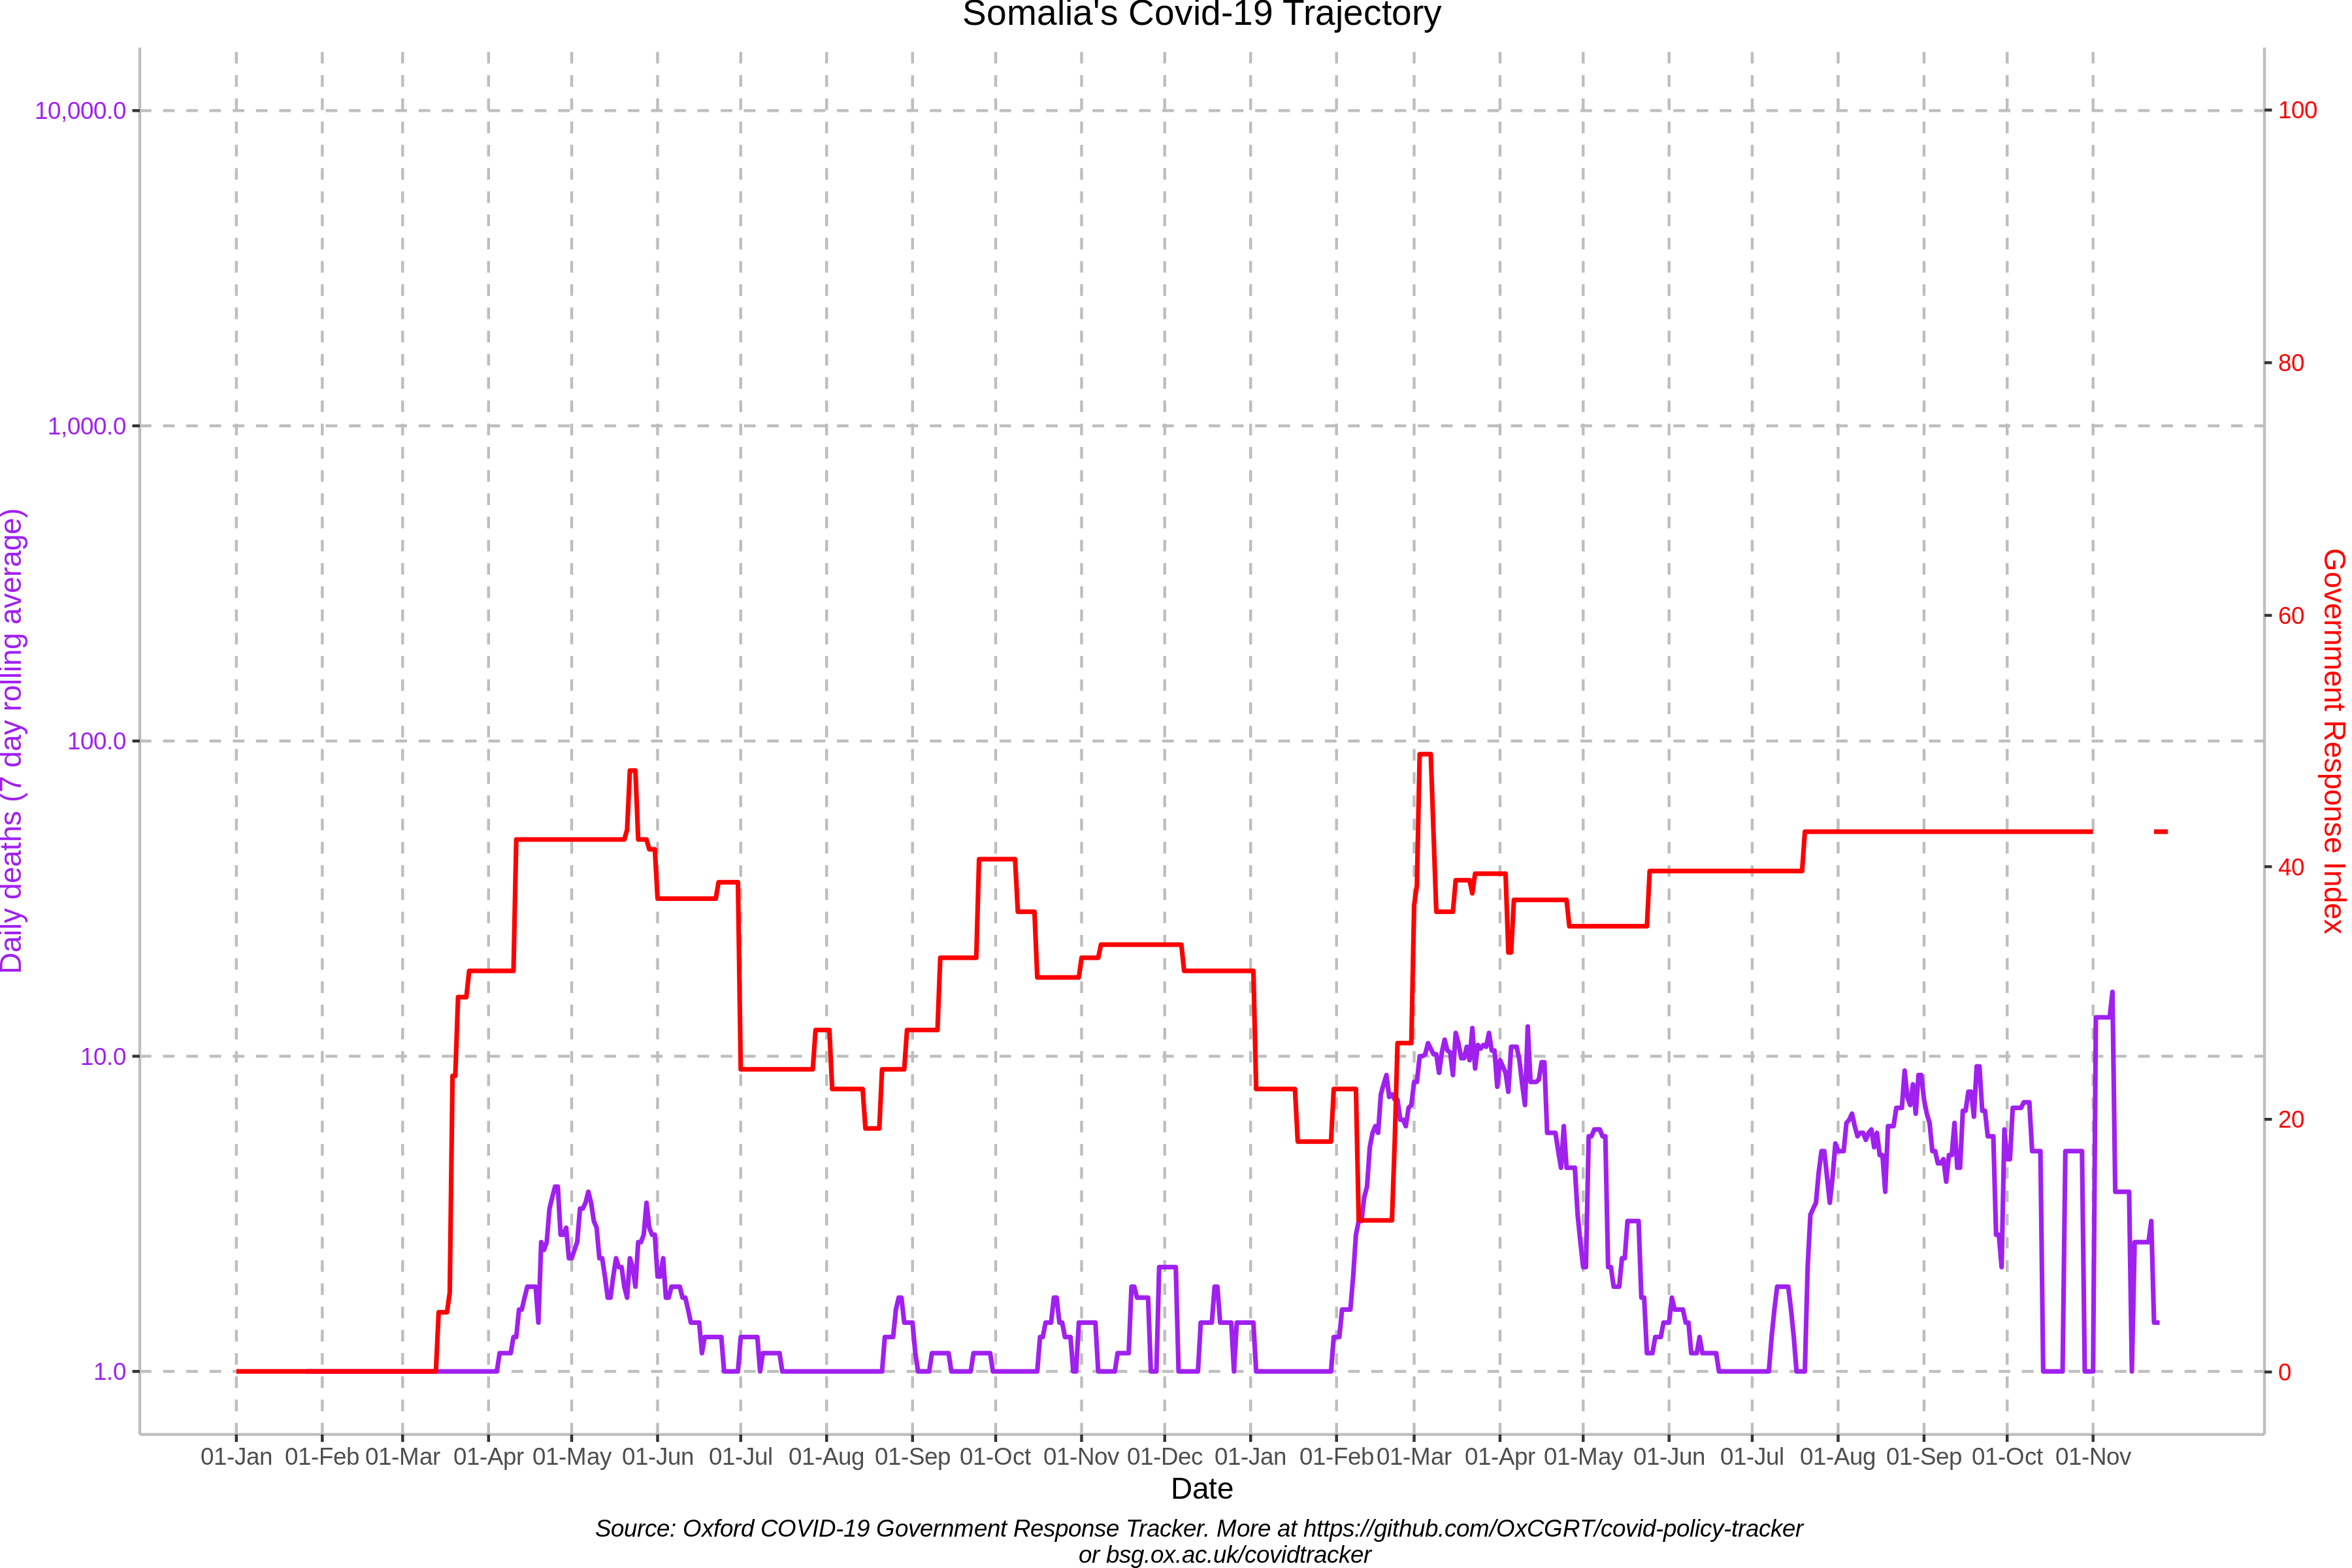 Somalia's Covid-19 Trajectory
10,000.0
1,000.0
100.0
10.0
1.0
Daily deaths (7 day rolling average)
100
80
60
40
20
0
Government Response Index
01-Jan 01-Feb 01-Mar 01-Apr 01-May 01-Jun 01-Jul 01-Aug 01-Sep 01-Oct 01-Nov 01-Dec 01-Jan 01-Feb 01-Mar 01-Apr 01-May 01-Jun 01-Jul 01-Aug 01-Sep 01-Oct 01-Nov
Date
Source: Oxford COVID-19 Government Response Tracker. More at https://github.com/OxCGRT/covid-policy-tracker
or bsg.ox.ac.uk/covidtracker